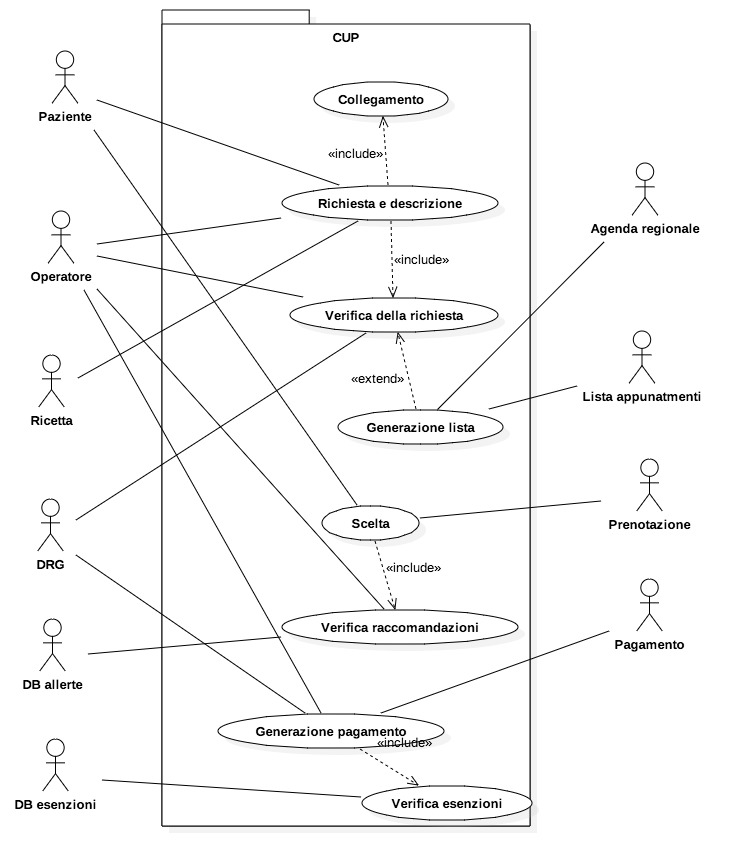 CUP
Paziente
Collegamento
«include»
Richiesta e descrizione
Agenda regionale
Operatore
«include»
Verifica della richiesta
«extend»
Lista appunatmenti
Ricetta
Generazione lista
Scelta
Prenotazione
DRG
«include»
Verifica raccomandazioni
Pagamento
DB allerte
Generazione pagamento
«include»
DB esenzioni
Verifica esenzioni